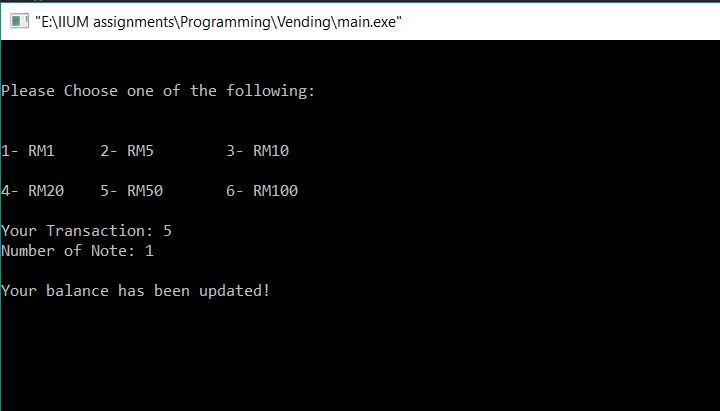 "E:\IIUM assignments\Programming\Vending\main.exe"
Please Choose one of the following:
1- RM1     2- RM5        3- RM10
4- RM20    5- RM50       6- RM100
Your Transaction: 5
Number of Note: 1
Your balance has been updated!